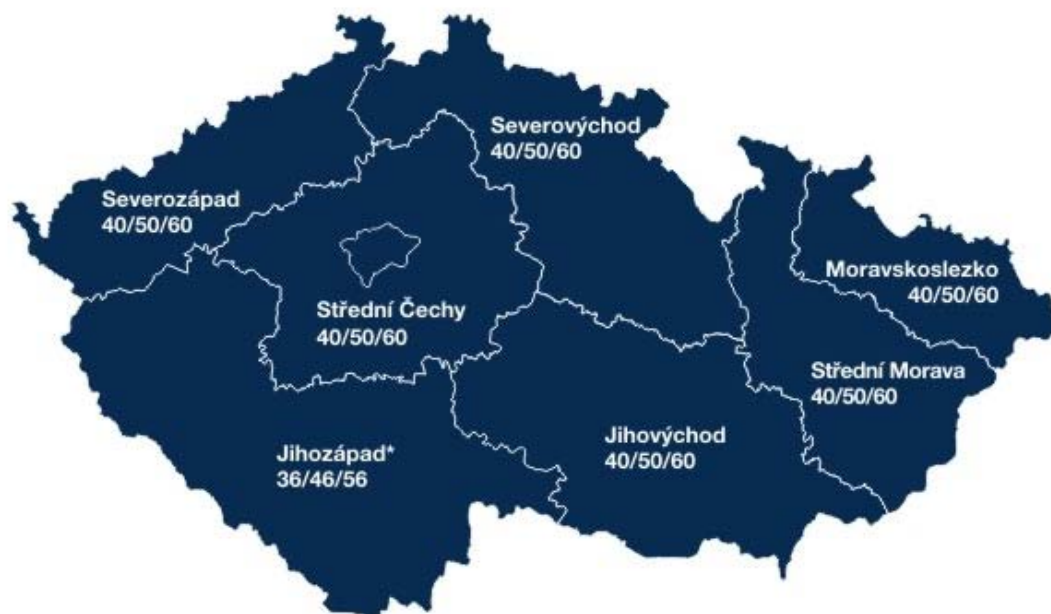 Severovýchod
40/50/60
Severozápad
40/50/60
Moravskoslezko
40/50/60
Střední Čechy
40/50/60
Střední Morava
40/50/60
Jihovýchod
40/50/60
Jihozápad*
36/46/56